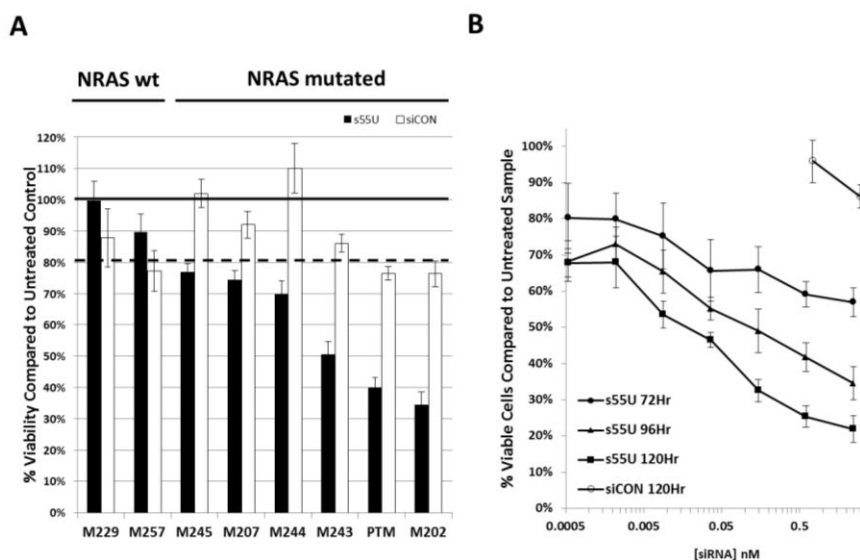 A
NRAS wt NRAS mutated
s55U siCON
% Viability Compared to Untreated Control
120%
110%
100%
90%
80%
70%
60%
50%
40%
30%
20%
10%
0%
M229 M257 M245 M207 M244 M243 PTM M202
B
% Viable Cells Compared to Untreated Sample
100%
90%
80%
70%
60%
50%
40%
30%
20%
10%
0%
s55U 72Hr
s55U 96Hr
s55U 120Hr
siCON 120Hr
0.0005 0.005 0.05 0.5
[siRNA] nM